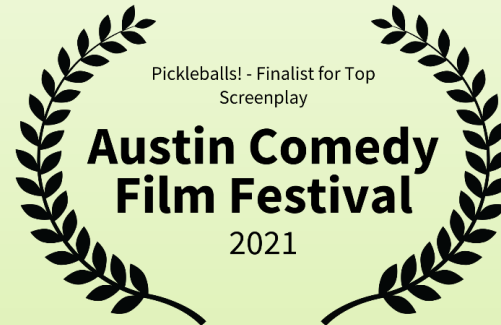 Pickleballs! - Finalist for Top
Screenplay
Austin Comedy
Film Festival
2021